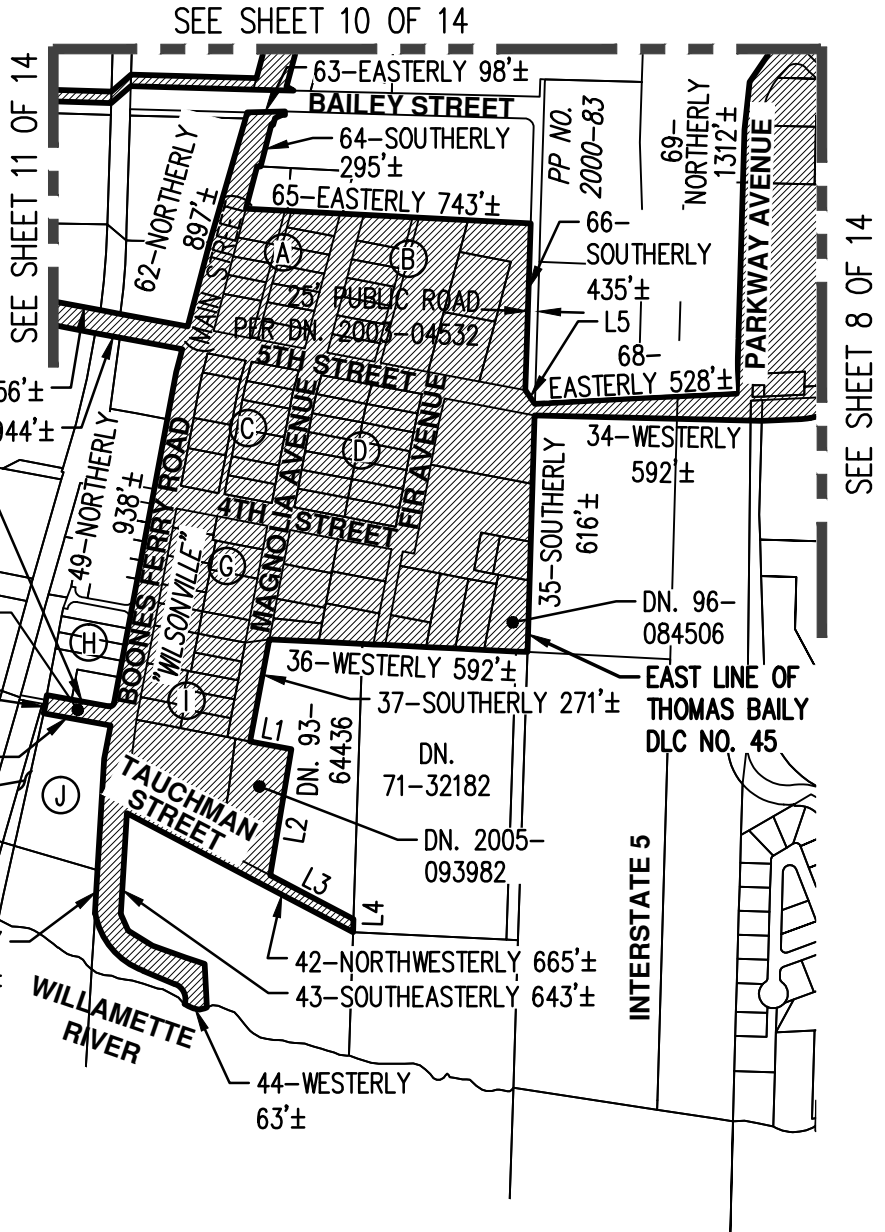 SEE SHEET 10 OF 14
SEE SHEET 11 OF 14
SEE SHEET 8 OF 14
63-EASTERLY 98'±
BAILEY STREET
64-SOUTHERLY
295'±
65-EASTERLY 743'±
62-NORTHERLY
897'±
PP NO.
2000-83
69-
NORTHERLY
1312'±
PARKWAY AVENUE
66-
SOUTHERLY
435'±
L5
68-
EASTERLY 528'±
(MAIN STREET)
A
B
25' PUBLIC ROAD
PER DN. 2003-04532
5TH STREET
56'±
944'±
C
D
MAGNOLIA AVENUE
FIR AVENUE
34-WESTERLY
592'±
49-NORTHERLY
938'±
BOONES FERRY ROAD
4TH STREET
35-SOUTHERLY
616'±
"WILSONVILLE"
G
H
I
J
DN. 96-
084506
36-WESTERLY 592'±
37-SOUTHERLY 271'±
EAST LINE OF
THOMAS BAILY
DLC NO. 45
L1
DN. 93-
64436
DN.
71-32182
TAUCHMAN
STREET
L2
DN. 2005-
093982
L3
L4
INTERSTATE 5
42-NORTHWESTERLY 665'±
43-SOUTHEASTERLY 643'±
WILLAMETTE
RIVER
44-WESTERLY
63'±